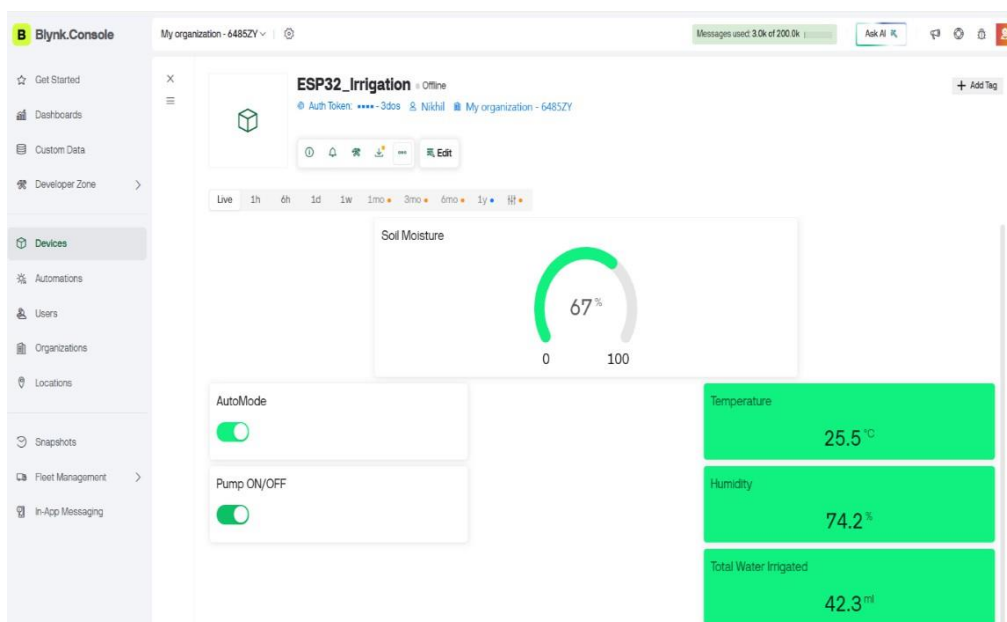 B Blynk.Console
My organization - 6485ZY
Messages used: 3.0k of 200.0k
Ask AI
Get Started
Dashboards
Custom Data
Developer Zone
Devices
Automations
Users
Organizations
Locations
Snapshots
Fleet Management
In-App Messaging
ESP32_Irrigation Offline
+ Add Tag
Auth Token: •••• - 3dos Nikhil My organization - 6485ZY
Edit
Live 1h 6h 1d 1w 1mo 3mo 6mo 1y
Soil Moisture
67 %
0 100
AutoMode
Pump ON/OFF
Temperature
25.5 °C
Humidity
74.2 %
Total Water Irrigated
42.3 ml